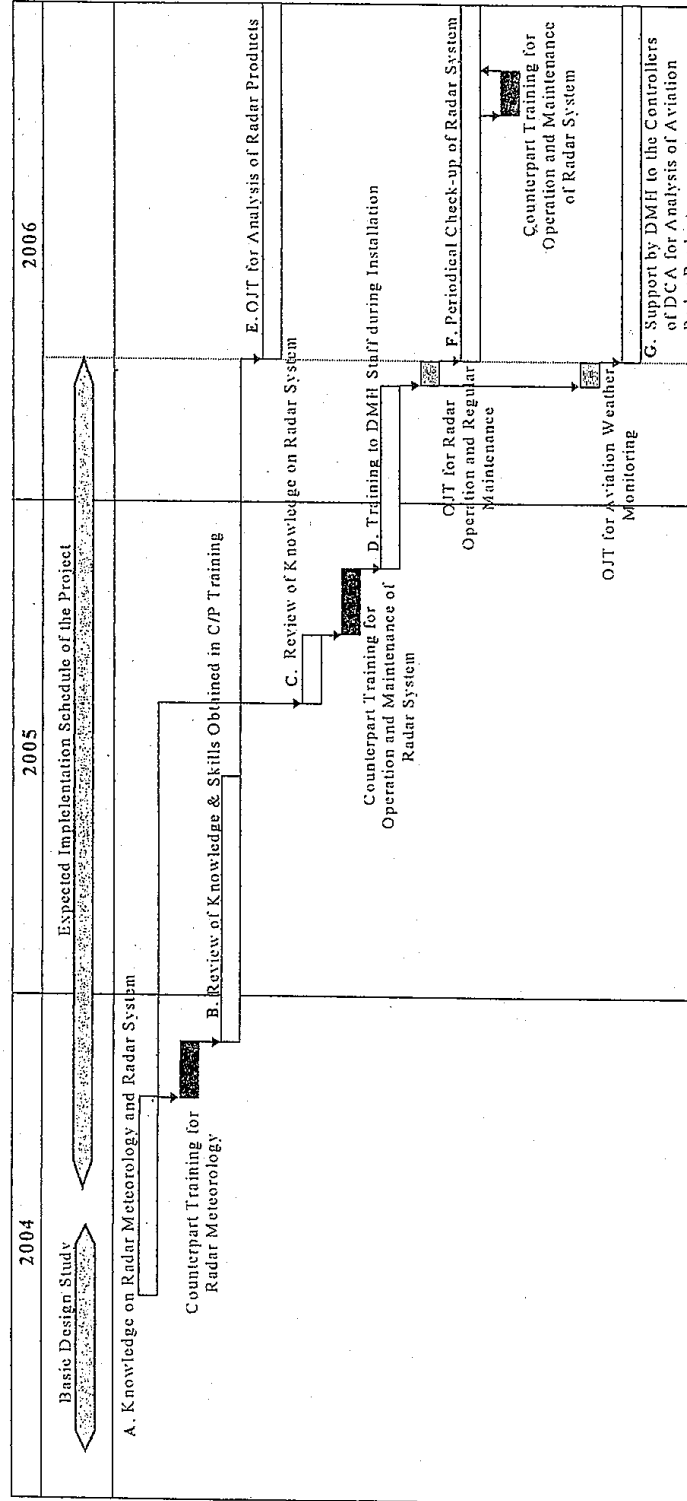 2004
2005
2006
Basic Design Study
Expected Implelentation Schedule of the Project
A. Knowledge on Radar Meteorology and Radar System
Counterpart Training for
Radar Meteorology
B. Review of Knowledge & Skills Obtained in C/P Training
E. OJT for Analysis of Radar Products
C. Review of Knowledge on Radar System
Counterpart Training for
Operation and Maintenance of
Radar System
D. Training to DMH Staff during Installation
OJT for Radar
Operation and Regular
Maintenance
F. Periodical Check-up of Radar System
Counterpart Training for
Operation and Maintenance
of Radar System
OJT for Aviation Weather
Monitoring
G. Support by DMH to the Controllers
of DCA for Analysis of Aviation